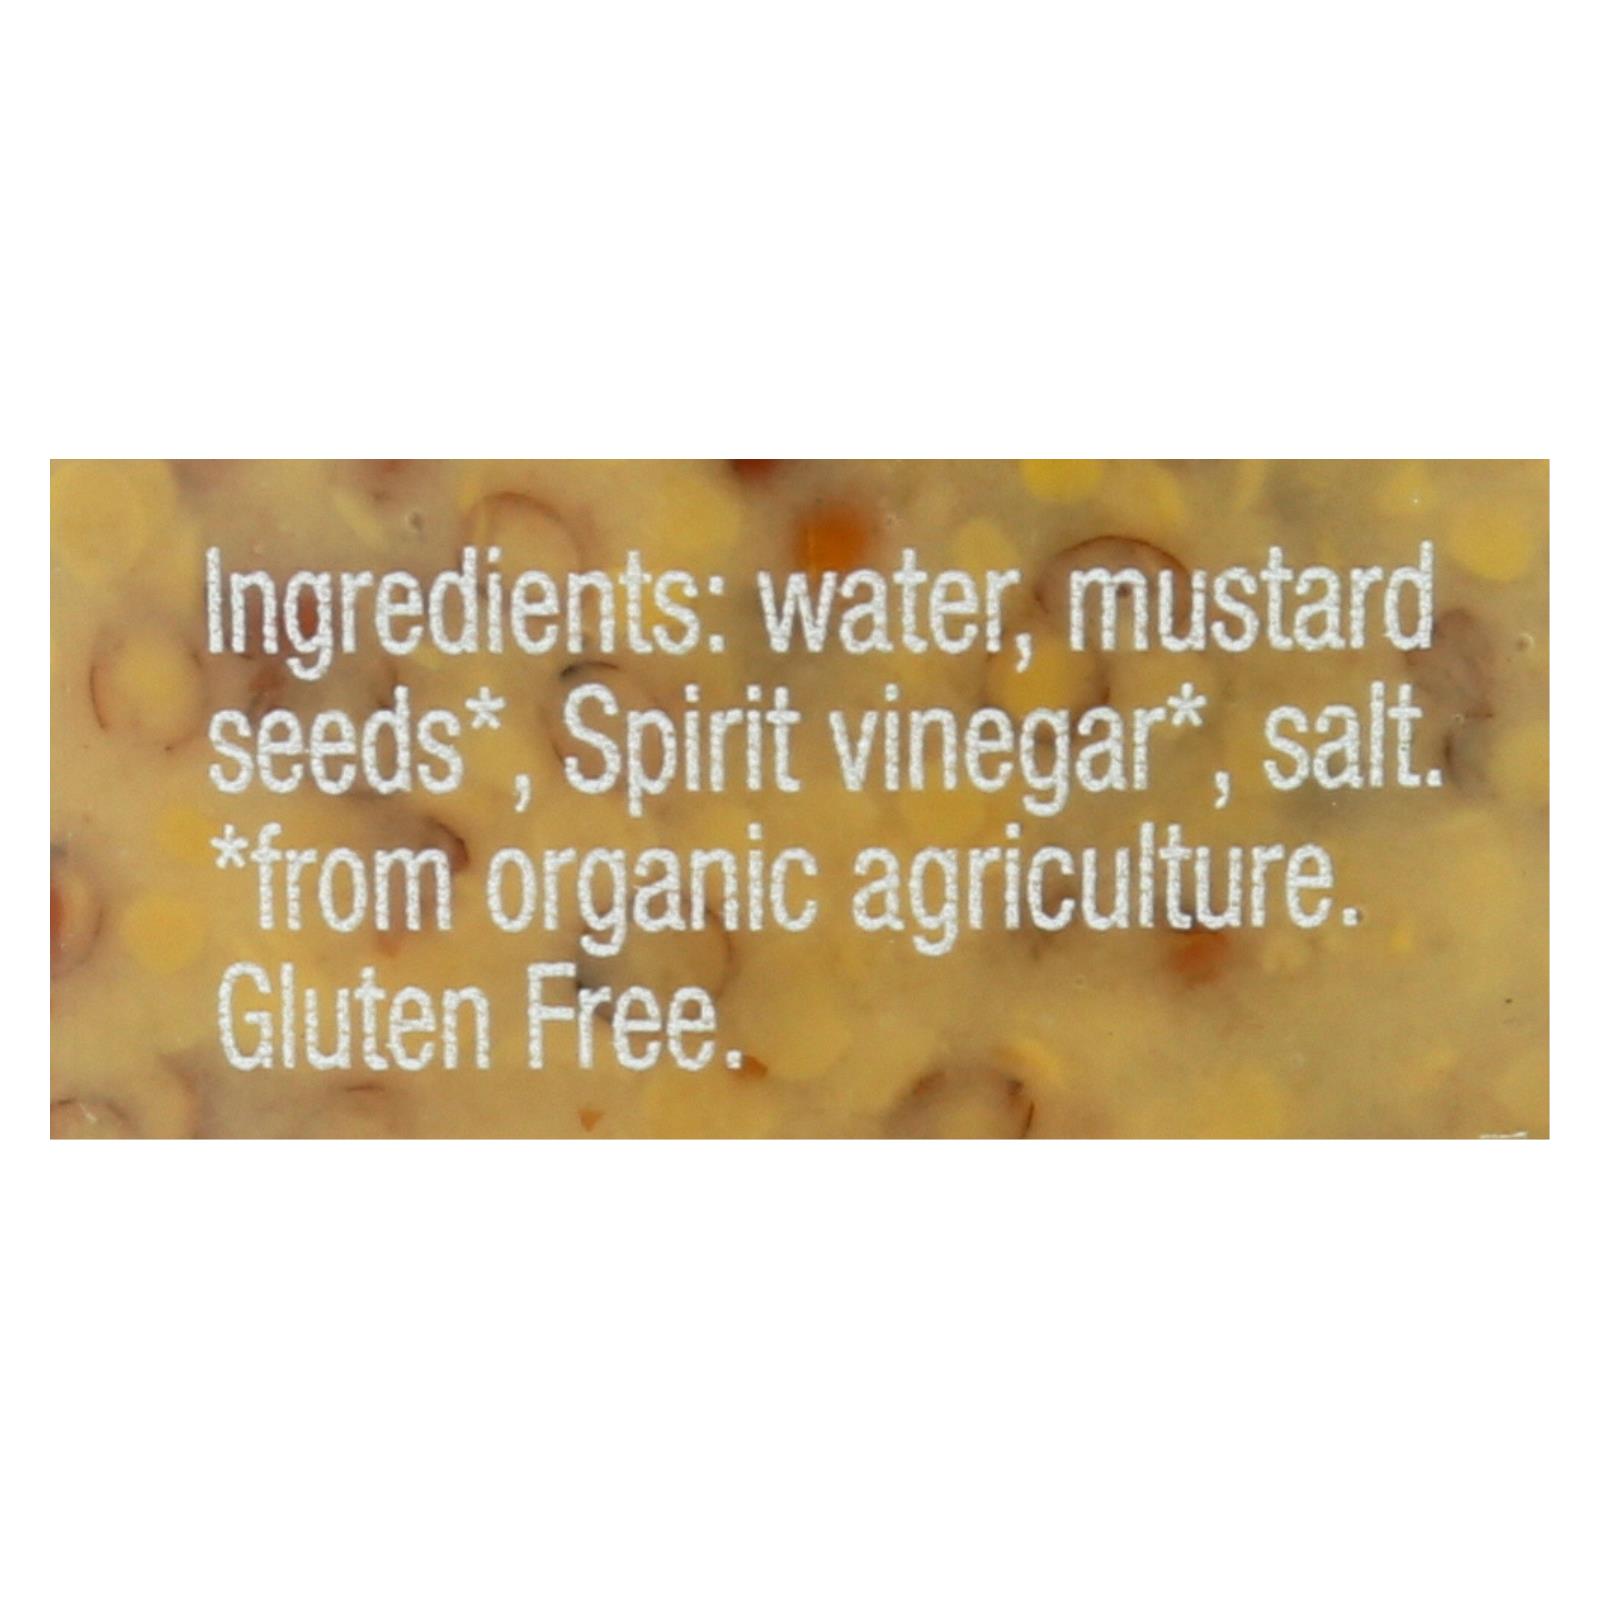 Ingredients: water, mustard
seeds*, Spirit vinegar*, salt.
*from organic agriculture.
Gluten Free.